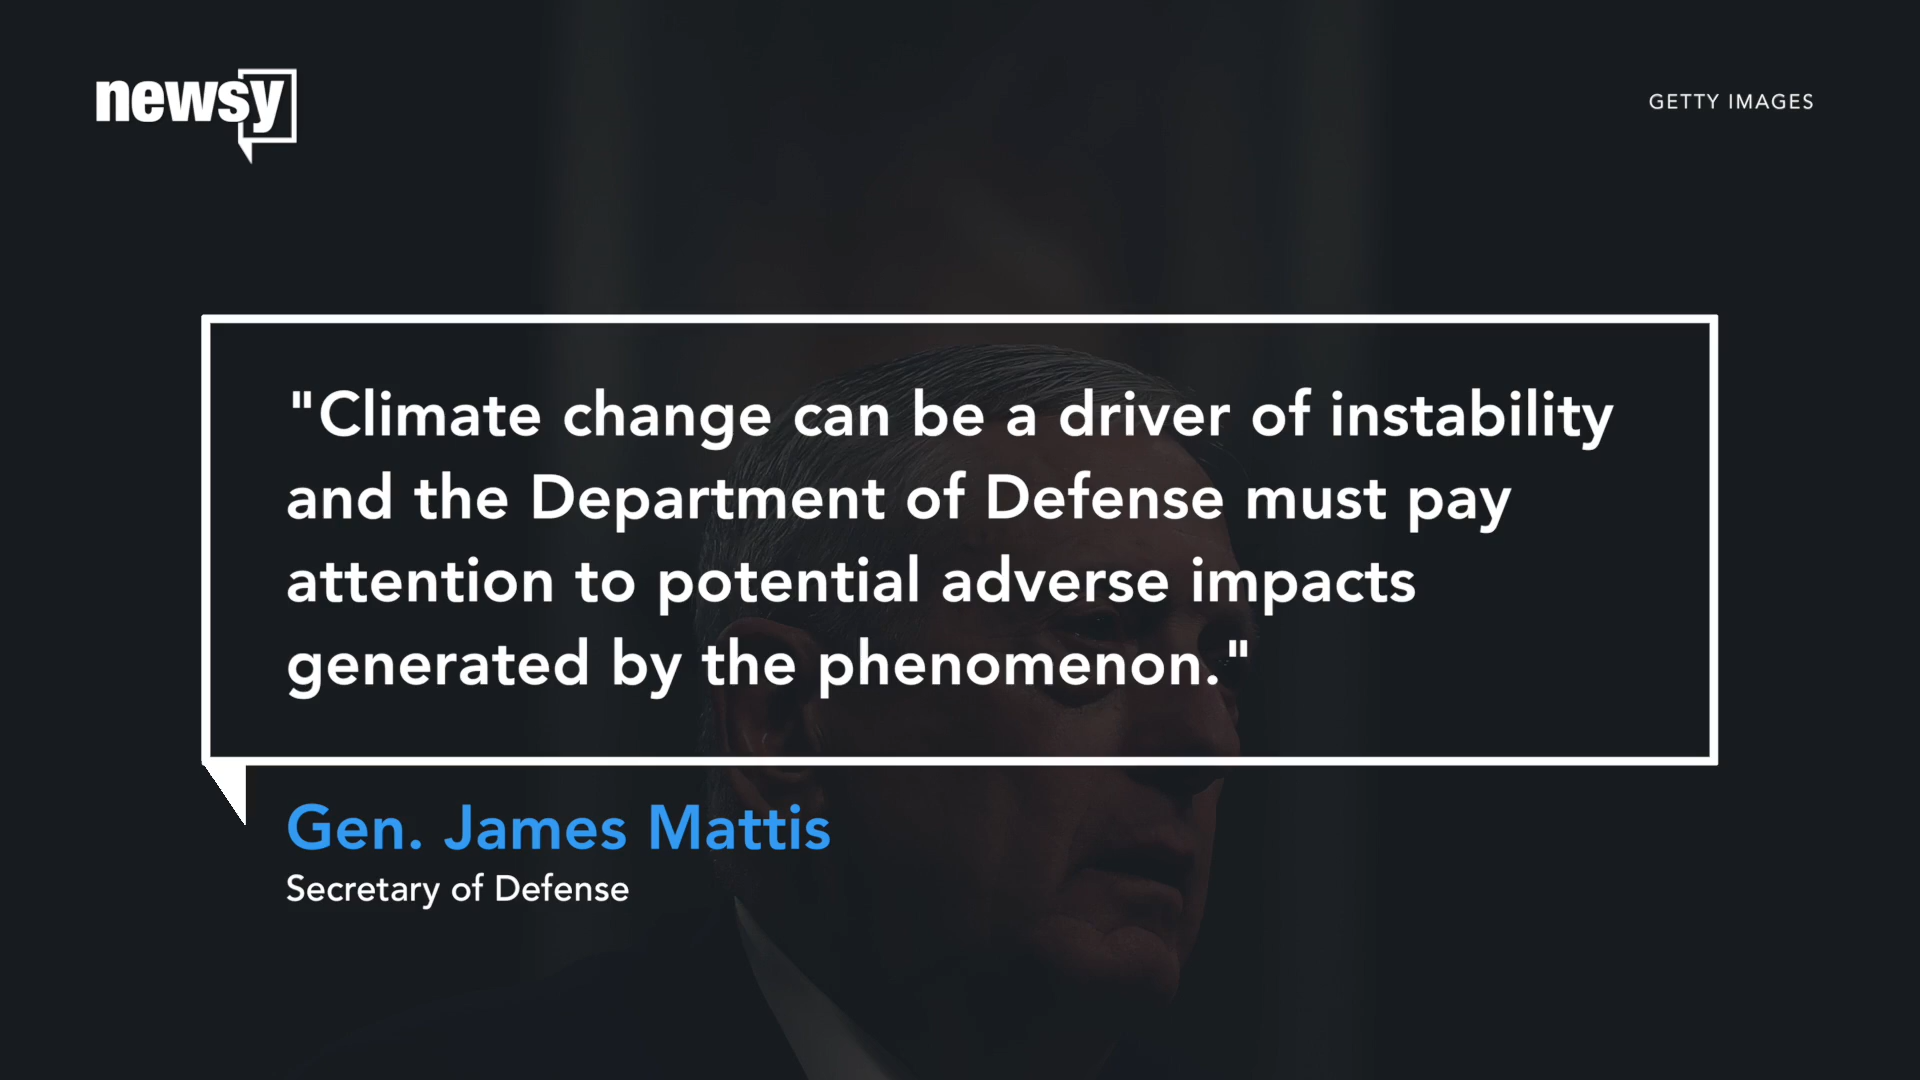 newsy
GETTY IMAGES
"Climate change can be a driver of instability
and the Department of Defense must pay
attention to potential adverse impacts
generated by the phenomenon."
Gen. James Mattis
Secretary of Defense